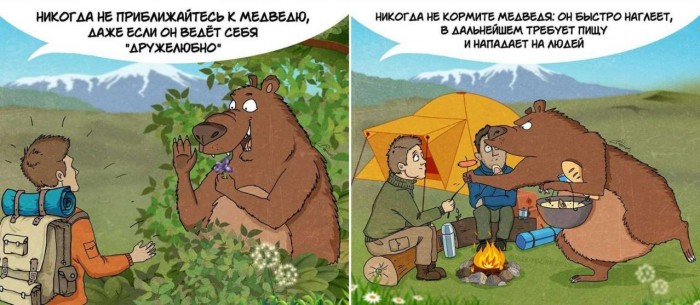 НИКОГДА НЕ ПРИБЛИЖАЙТЕСЬ К МЕДВЕДЮ,
ДАЖЕ ЕСЛИ ОН ВЕДЁТ СЕБЯ
"ДРУЖЕЛЮБНО"
НИКОГДА НЕ КОРМИТЕ МЕДВЕДЯ: ОН БЫСТРО НАГЛЕЕТ,
В ДАЛЬНЕЙШЕМ ТРЕБУЕТ ПИЩУ
И НАПАДАЕТ НА ЛЮДЕЙ